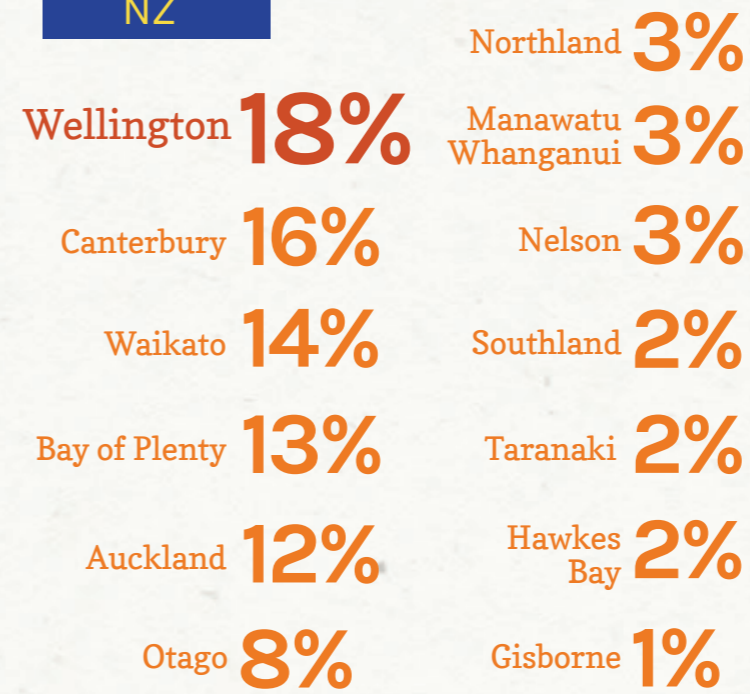 NZ
Wellington 18%
Canterbury 16%
Waikato 14%
Bay of Plenty 13%
Auckland 12%
Otago 8%
Northland 3%
Manawatu
Whanganui 3%
Nelson 3%
Southland 2%
Taranaki 2%
Hawkes
Bay 2%
Gisborne 1%